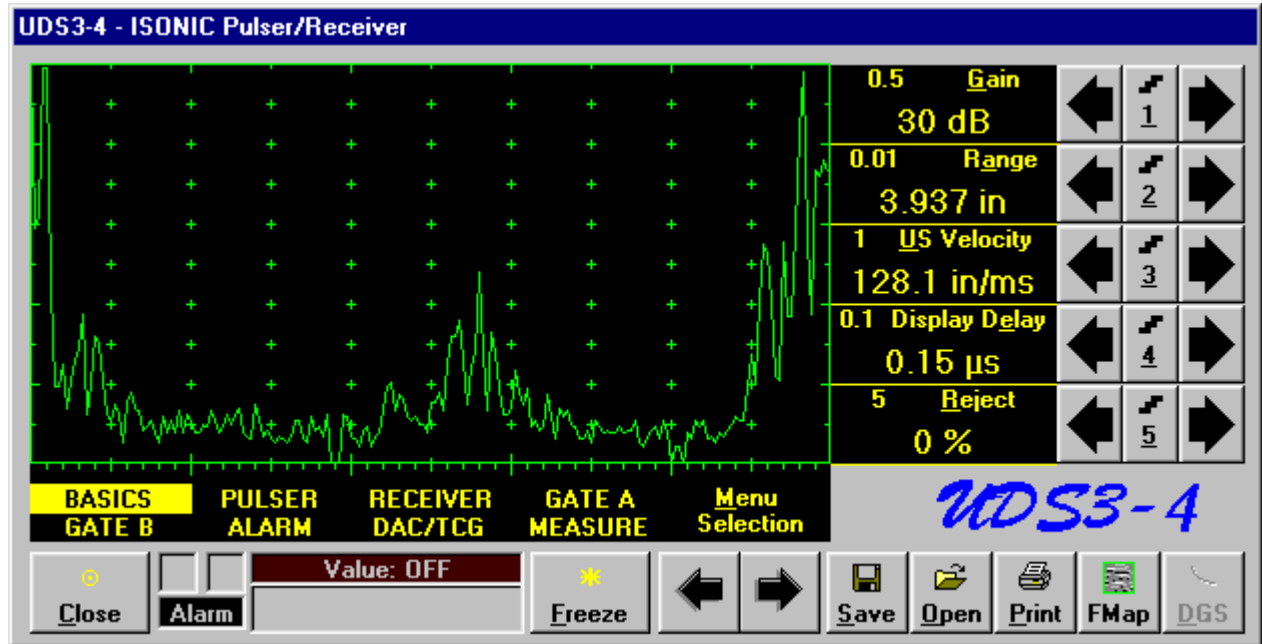 UDS3-4 - ISONIC Pulser/Receiver
0.5 Gain
30 dB
1
0.01 Range
3.937 in
2
1 US Velocity
128.1 in/ms
3
0.1 Display Delay
0.15 µs
4
5 Reject
0 %
5
BASICS PULSER RECEIVER GATE A Menu
GATE B ALARM DAC/TCG MEASURE Selection
UDS3-4
Value: OFF
Close Alarm Freeze Save Open Print FMap DGS